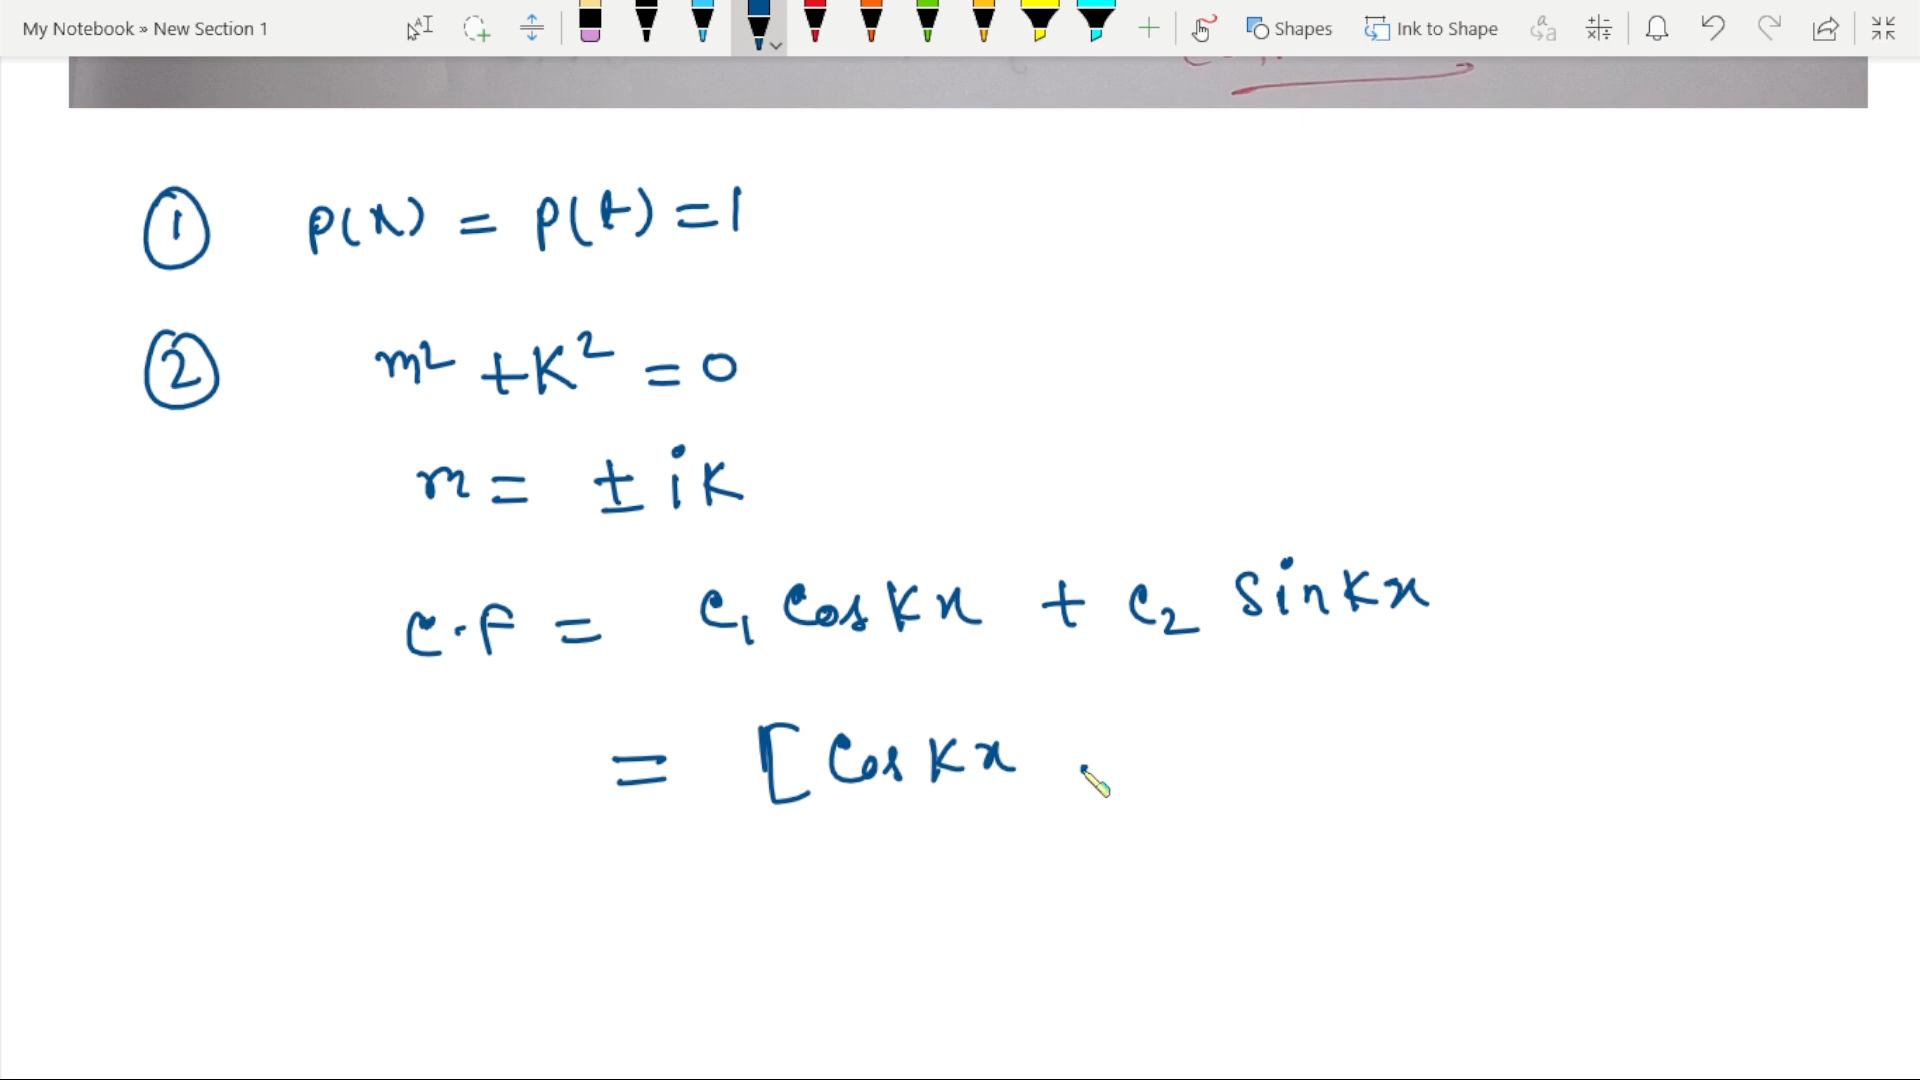 My Notebook » New Section 1 Shapes Ink to Shape
① p(x) = p(t) = 1
② m² + k² = 0
m = ± i k
C.F = c₁ cos kx + c₂ sin kx
= [ cos kx